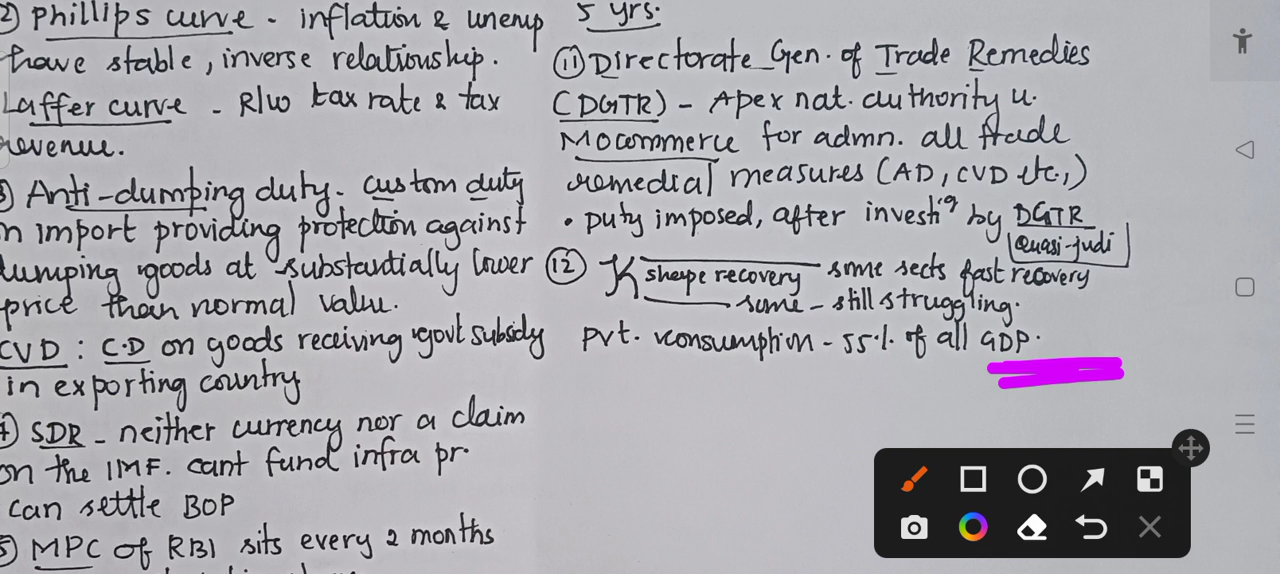 2) Phillips curve - inflation & unemp
have stable, inverse relationship.
Laffer curve - R/w tax rate & tax
revenue.
3) Anti-dumping duty - custom duty
n import providing protection against
dumping goods at substantially lower
price than normal value.
CVD : C.D on goods receiving govt subsidy
in exporting country
4) SDR - neither currency nor a claim
on the IMF. cant fund infra pr.
can settle BOP
5) MPC of RBI sits every 2 months
5 yrs.
11) Directorate Gen. of Trade Remedies
(DGTR) - Apex nat. authority u.
Mocommerce for admn. all trade
remedial measures (AD, CVD etc.,)
• Duty imposed, after investi'g by DGTR
Quasi-judi
12) K shape recovery some sects fast recovery
some - still struggling.
Pvt. consumption - 55%. of all GDP.